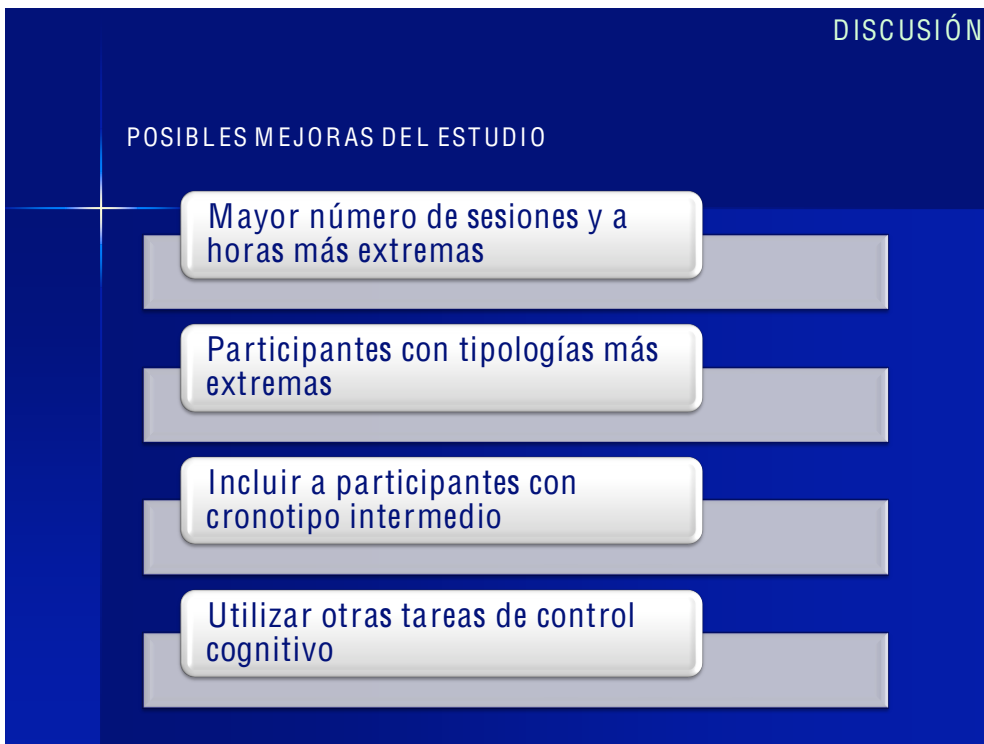 DISCUSIÓN
POSIBLES MEJORAS DEL ESTUDIO
Mayor número de sesiones y a
horas más extremas
Participantes con tipologías más
extremas
Incluir a participantes con
cronotipo intermedio
Utilizar otras tareas de control
cognitivo